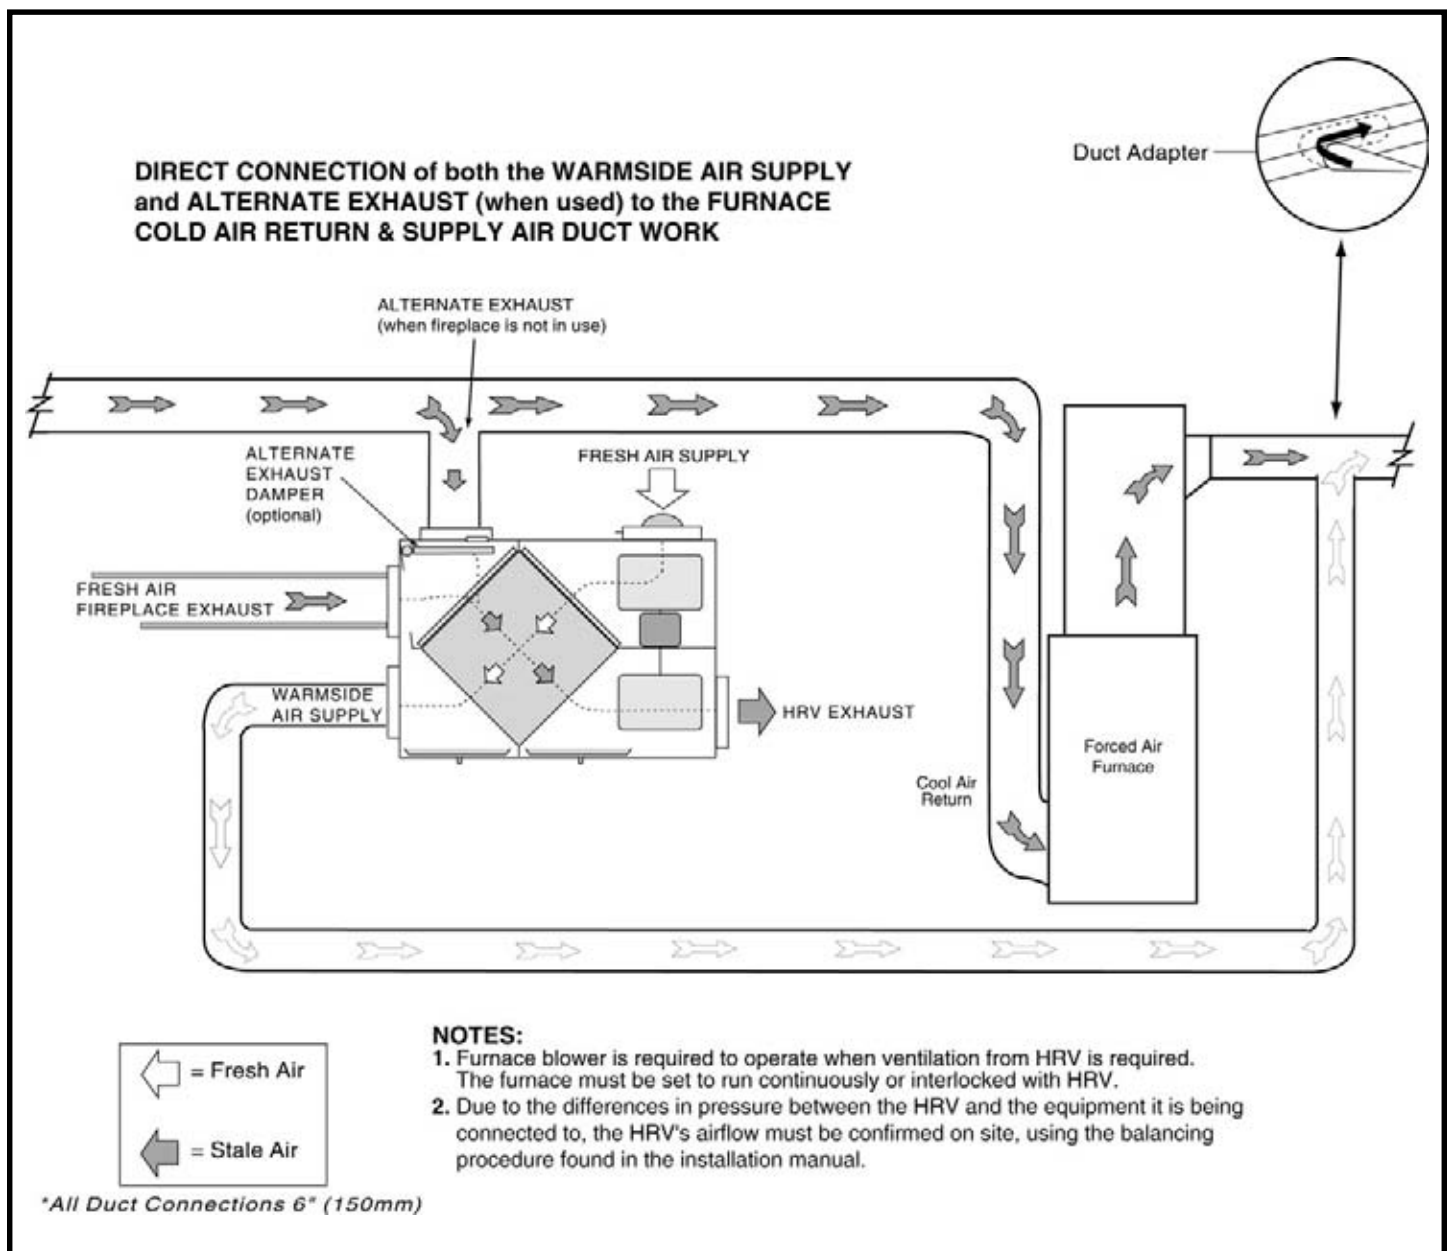 Duct Adapter
DIRECT CONNECTION of both the WARMSIDE AIR SUPPLY
and ALTERNATE EXHAUST (when used) to the FURNACE
COLD AIR RETURN & SUPPLY AIR DUCT WORK
ALTERNATE EXHAUST
(when fireplace is not in use)
ALTERNATE
EXHAUST
DAMPER
(optional)
FRESH AIR SUPPLY
FRESH AIR
FIREPLACE EXHAUST
WARMSIDE
AIR SUPPLY
HRV EXHAUST
Cool Air
Return
Forced Air
Furnace
= Fresh Air
= Stale Air
*All Duct Connections 6" (150mm)
NOTES:
1. Furnace blower is required to operate when ventilation from HRV is required.
The furnace must be set to run continuously or interlocked with HRV.
2. Due to the differences in pressure between the HRV and the equipment it is being
connected to, the HRV's airflow must be confirmed on site, using the balancing
procedure found in the installation manual.